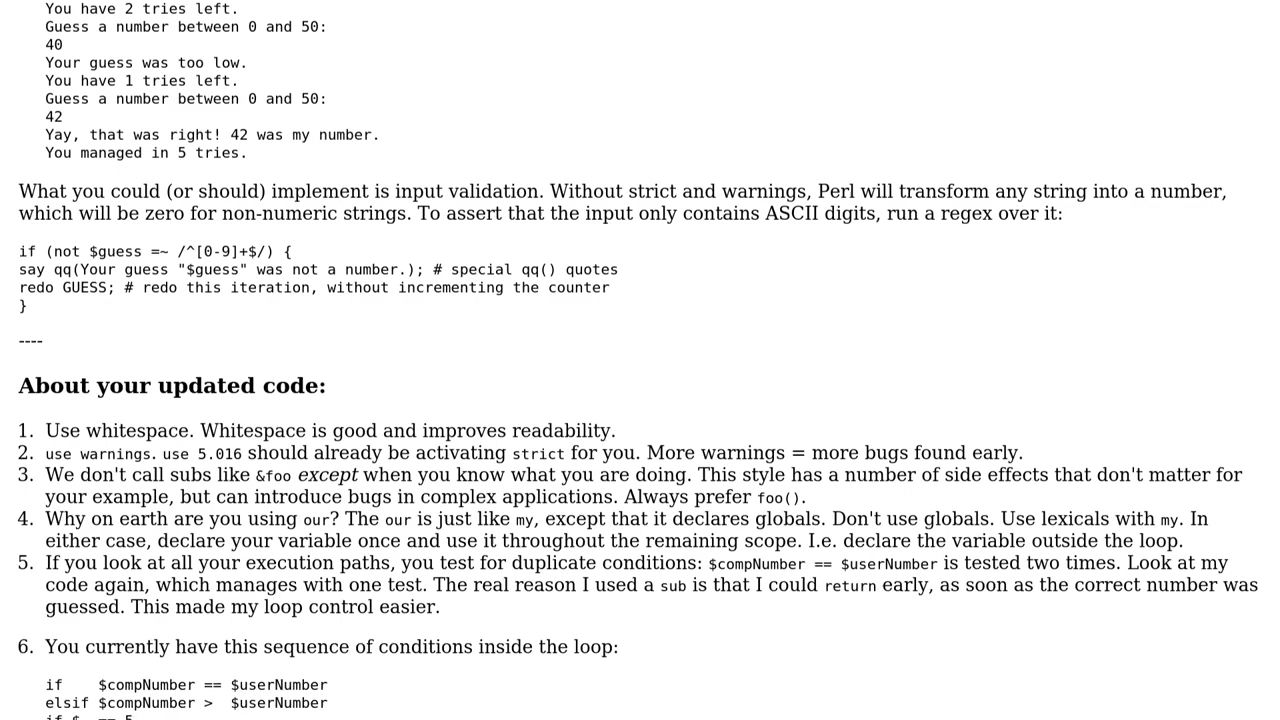 You have 2 tries left.
Guess a number between 0 and 50:
40
Your guess was too low.
You have 1 tries left.
Guess a number between 0 and 50:
42
Yay, that was right! 42 was my number.
You managed in 5 tries.
What you could (or should) implement is input validation. Without strict and warnings, Perl will transform any string into a number,
which will be zero for non-numeric strings. To assert that the input only contains ASCII digits, run a regex over it:
if (not $guess =~ /^[0-9]+$/) {
say qq(Your guess "$guess" was not a number.); # special qq() quotes
redo GUESS; # redo this iteration, without incrementing the counter
}
----
About your updated code:
1. Use whitespace. Whitespace is good and improves readability.
2. use warnings. use 5.016 should already be activating strict for you. More warnings = more bugs found early.
3. We don't call subs like &foo except when you know what you are doing. This style has a number of side effects that don't matter for
your example, but can introduce bugs in complex applications. Always prefer foo().
4. Why on earth are you using our? The our is just like my, except that it declares globals. Don't use globals. Use lexicals with my. In
either case, declare your variable once and use it throughout the remaining scope. I.e. declare the variable outside the loop.
5. If you look at all your execution paths, you test for duplicate conditions: $compNumber == $userNumber is tested two times. Look at my
code again, which manages with one test. The real reason I used a sub is that I could return early, as soon as the correct number was
guessed. This made my loop control easier.
6. You currently have this sequence of conditions inside the loop:
if    $compNumber == $userNumber
elsif $compNumber >  $userNumber
if $_ == 5